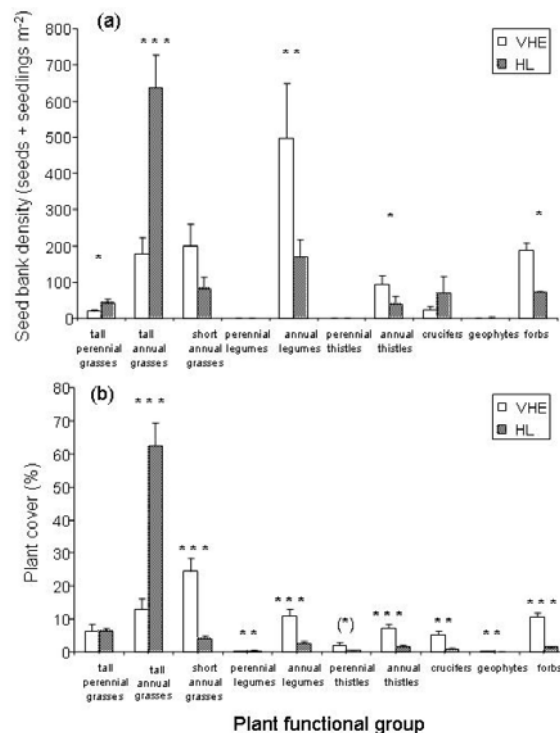 (a)
* * *
* *
VHE
HL
800
700
600
500
400
300
200
100
0
Seed bank density (seeds + seedlings m⁻²)
*
*
*
tall perennial grasses
tall annual grasses
short annual grasses
perennial legumes
annual legumes
perennial thistles
annual thistles
crucifers
geophytes
forbs
(b)
* * *
VHE
HL
80
70
60
50
40
30
20
10
0
Plant cover (%)
* * *
* *
* * *
(*)
* * *
* *
* *
* * *
tall perennial grasses
tall annual grasses
short annual grasses
perennial legumes
annual legumes
perennial thistles
annual thistles
crucifers
geophytes
forbs
Plant functional group